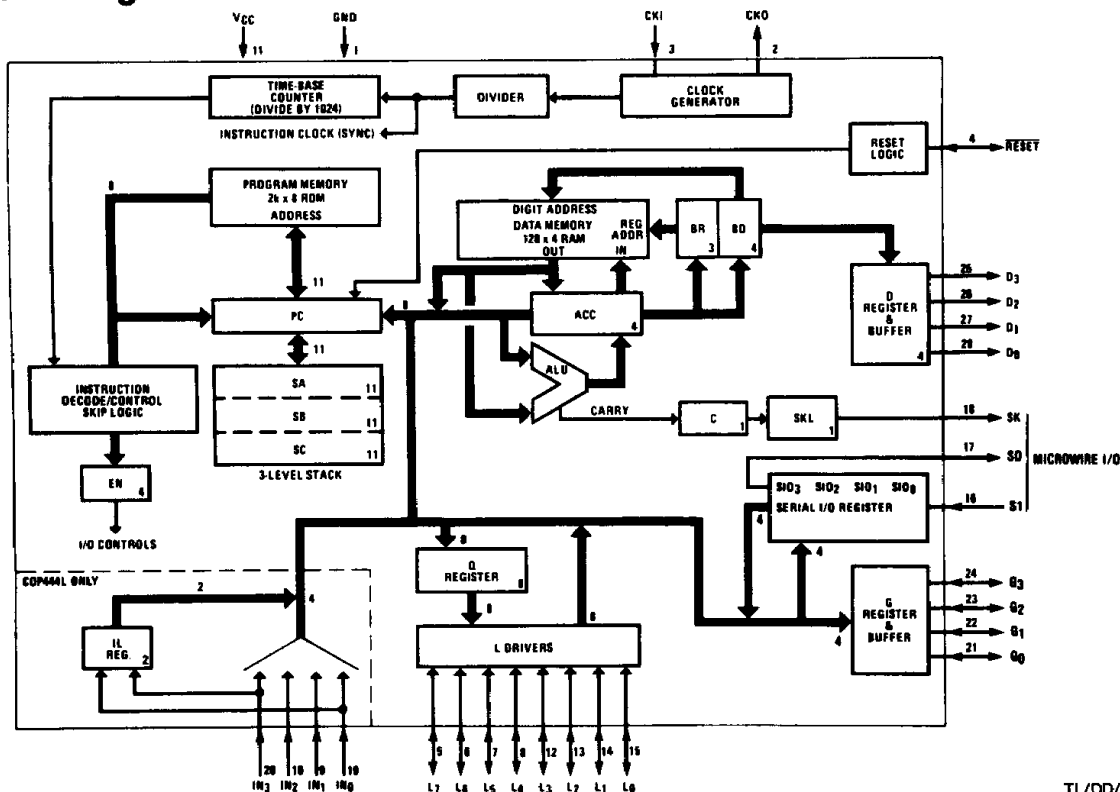 VCC GND CKI CKO
11 1 3 2
TIME-BASE
COUNTER
(DIVIDE BY 1024)
DIVIDER
CLOCK
GENERATOR
INSTRUCTION CLOCK (SYNC)
RESET
LOGIC
4 RESET
8
PROGRAM MEMORY
2k x 8 ROM
ADDRESS
DIGIT ADDRESS
DATA MEMORY
128 x 4 RAM
OUT
REG
ADDR
IN
BR
3
BD
4
11
PC
8
ACC
4
D
REGISTER
&
BUFFER
4
25 D3
26 D2
27 D1
28 D0
11
INSTRUCTION
DECODE/CONTROL
SKIP LOGIC
SA 11
SB 11
SC 11
3-LEVEL STACK
ALU
CARRY
C
1
SKL
1
18 SK
17 SO
MICROWIRE I/O
16 S1
EN
4
I/O CONTROLS
SIO3 SIO2 SIO1 SIO0
SERIAL I/O REGISTER
4
4
COP444L ONLY
2
4
IL
REG.
2
8
Q
REGISTER
8
8
L DRIVERS
4
G
REGISTER
&
BUFFER
24 G3
23 G2
22 G1
21 G0
20 10 9 19
IN3 IN2 IN1 IN0
5 6 7 8 12 13 14 15
L7 L6 L5 L4 L3 L2 L1 L0